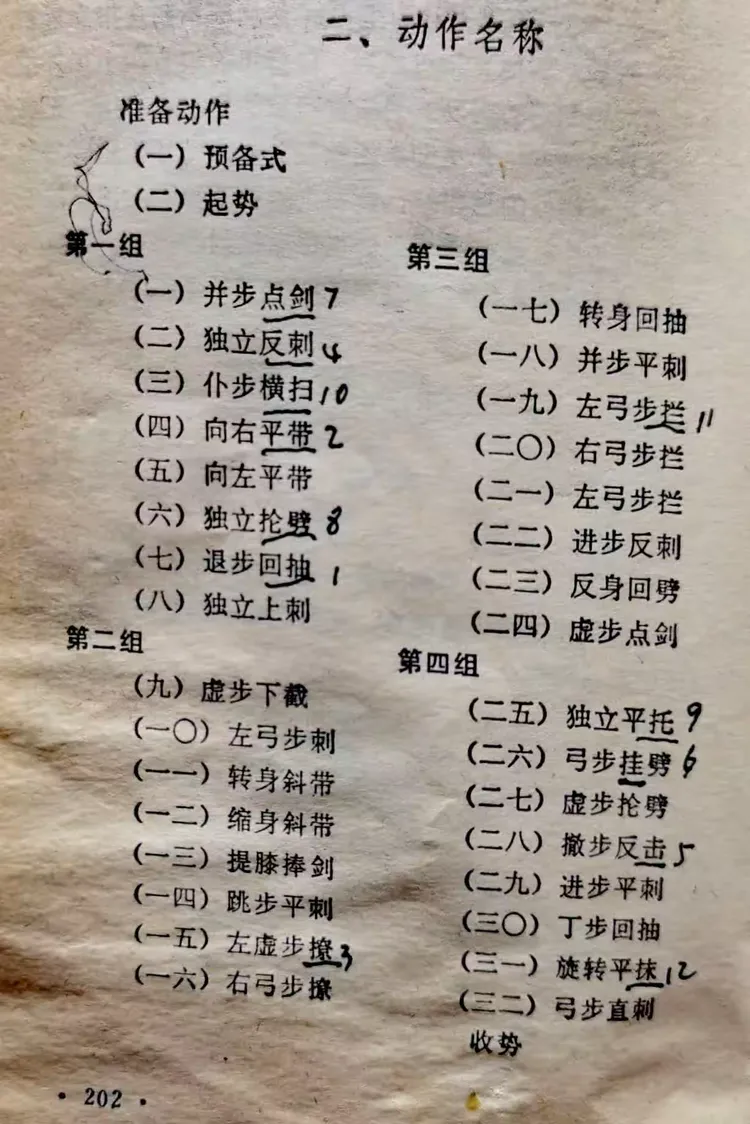 二、动作名称
准备动作
(一) 预备式
(二) 起势
第一组
(一) 并步点剑 7
(二) 独立反刺 4
(三) 仆步横扫 10
(四) 向右平带 2
(五) 向左平带
(六) 独立抡劈 8
(七) 退步回抽 1
(八) 独立上刺
第二组
(九) 虚步下截
(一〇) 左弓步刺
(一一) 转身斜带
(一二) 缩身斜带
(一三) 提膝捧剑
(一四) 跳步平刺
(一五) 左虚步撩 3
(一六) 右弓步撩
第三组
(一七) 转身回抽
(一八) 并步平刺
(一九) 左弓步拦 11
(二〇) 右弓步拦
(二一) 左弓步拦
(二二) 进步反刺
(二三) 反身回劈
(二四) 虚步点剑
第四组
(二五) 独立平托 9
(二六) 弓步挂劈 6
(二七) 虚步抡劈
(二八) 撤步反击 5
(二九) 进步平刺
(三〇) 丁步回抽
(三一) 旋转平抹 12
(三二) 弓步直刺
收势
· 202 ·